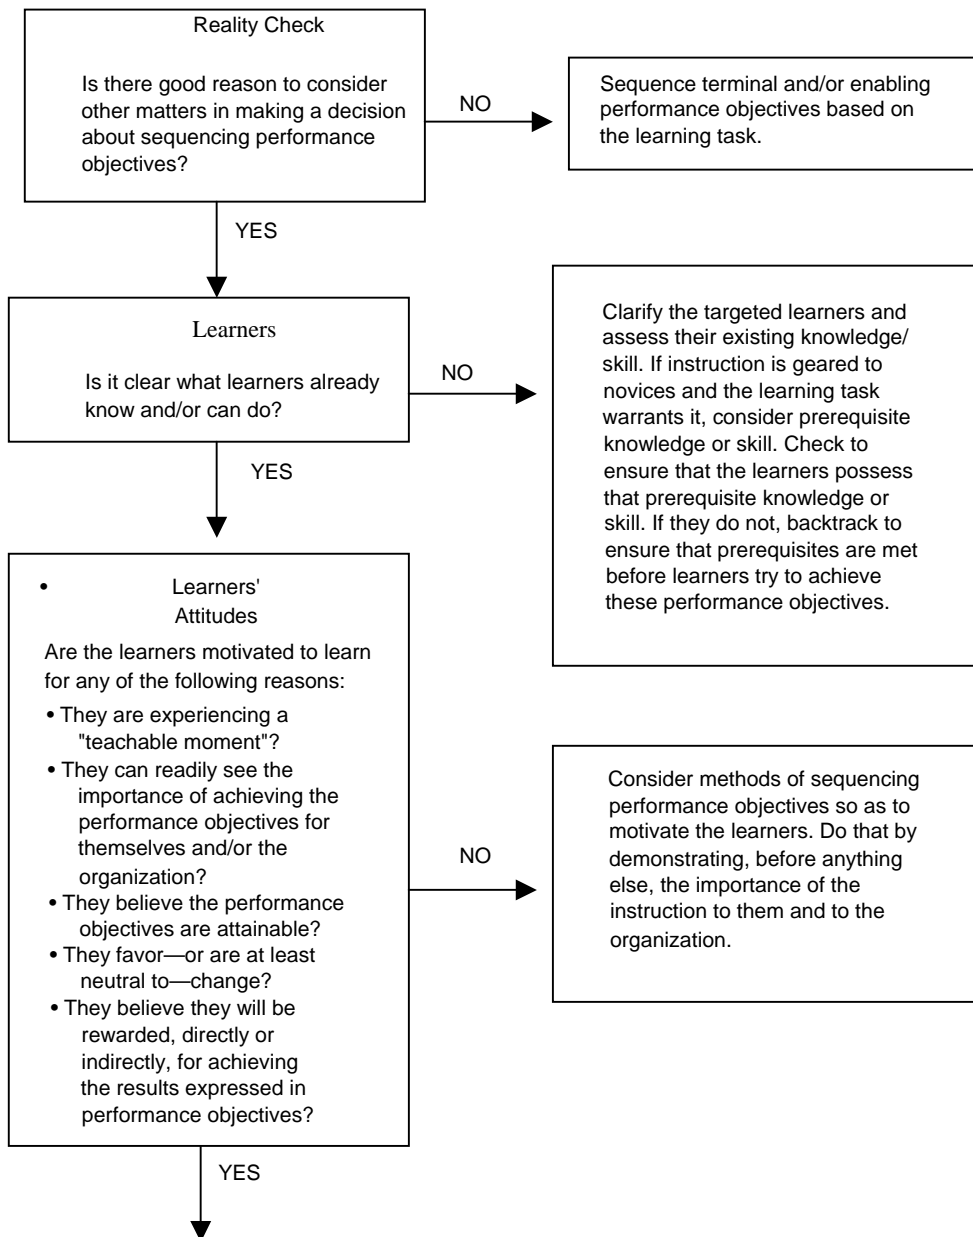 Reality Check
Is there good reason to consider
other matters in making a decision
about sequencing performance
objectives?
NO
Sequence terminal and/or enabling
performance objectives based on
the learning task.
YES
Learners
Is it clear what learners already
know and/or can do?
NO
Clarify the targeted learners and
assess their existing knowledge/
skill. If instruction is geared to
novices and the learning task
warrants it, consider prerequisite
knowledge or skill. Check to
ensure that the learners possess
that prerequisite knowledge or
skill. If they do not, backtrack to
ensure that prerequisites are met
before learners try to achieve
these performance objectives.
YES
• Learners'
Attitudes
Are the learners motivated to learn
for any of the following reasons:
• They are experiencing a
"teachable moment"?
• They can readily see the
importance of achieving the
performance objectives for
themselves and/or the
organization?
• They believe the performance
objectives are attainable?
• They favor—or are at least
neutral to—change?
• They believe they will be
rewarded, directly or
indirectly, for achieving
the results expressed in
performance objectives?
NO
Consider methods of sequencing
performance objectives so as to
motivate the learners. Do that by
demonstrating, before anything
else, the importance of the
instruction to them and to the
organization.
YES